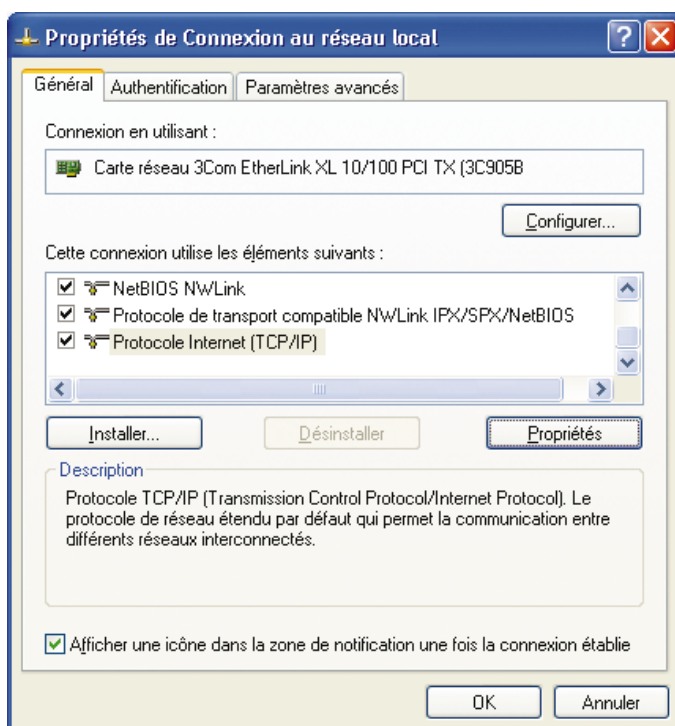 Propriétés de Connexion au réseau local
Général
Authentification
Paramètres avancés
Connexion en utilisant :
Carte réseau 3Com EtherLink XL 10/100 PCI TX (3C905B
Configurer...
Cette connexion utilise les éléments suivants :
NetBIOS NWLink
Protocole de transport compatible NWLink IPX/SPX/NetBIOS
Protocole Internet (TCP/IP)
Installer...
Désinstaller
Propriétés
Description
Protocole TCP/IP (Transmission Control Protocol/Internet Protocol). Le
protocole de réseau étendu par défaut qui permet la communication entre
différents réseaux interconnectés.
Afficher une icône dans la zone de notification une fois la connexion établie
OK
Annuler